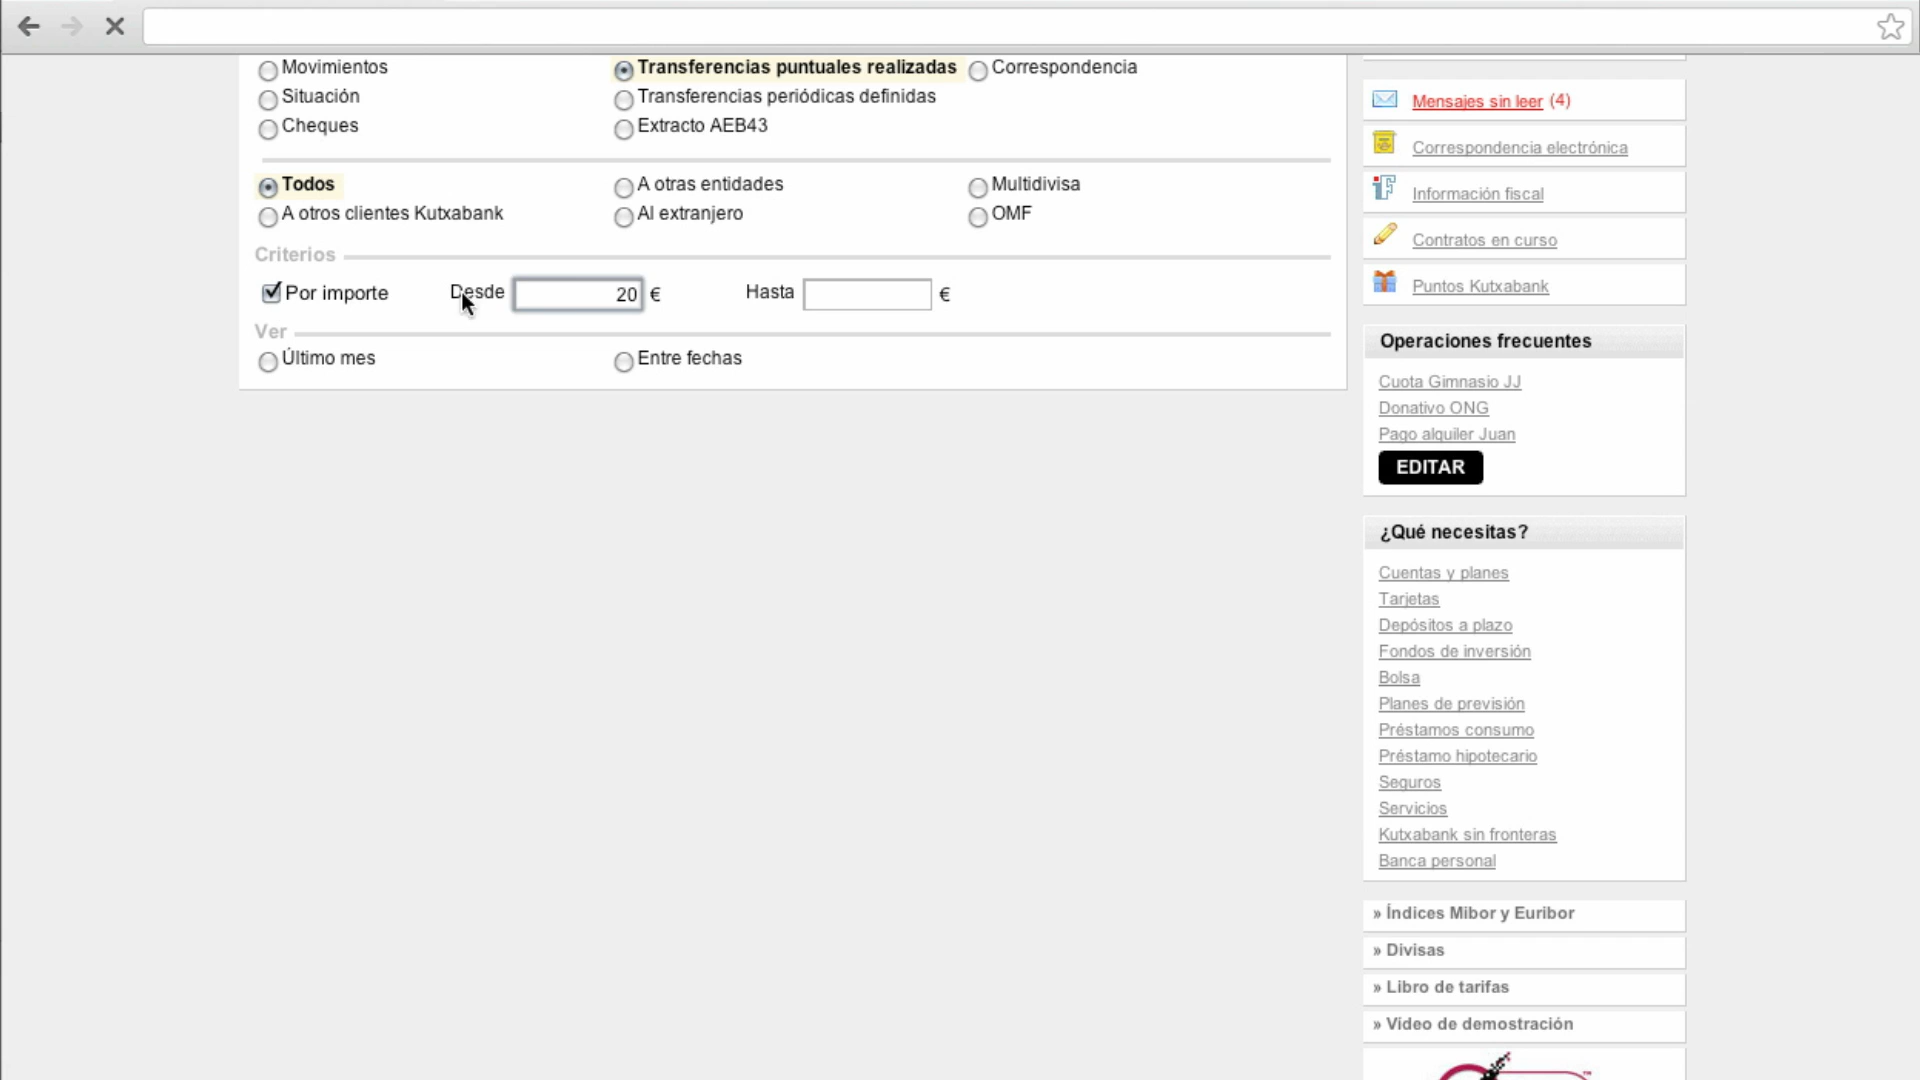 Movimientos Transferencias puntuales realizadas Correspondencia
Situación Transferencias periódicas definidas
Cheques Extracto AEB43
Todos A otras entidades Multidivisa
A otros clientes Kutxabank Al extranjero OMF
Criterios
Por importe Desde 20 € Hasta €
Ver
Último mes Entre fechas
Mensajes sin leer (4)
Correspondencia electrónica
Información fiscal
Contratos en curso
Puntos Kutxabank
Operaciones frecuentes
Cuota Gimnasio JJ
Donativo ONG
Pago alquiler Juan
EDITAR
¿Qué necesitas?
Cuentas y planes
Tarjetas
Depósitos a plazo
Fondos de inversión
Bolsa
Planes de previsión
Préstamos consumo
Préstamo hipotecario
Seguros
Servicios
Kutxabank sin fronteras
Banca personal
» Índices Mibor y Euribor
» Divisas
» Libro de tarifas
» Vídeo de demostración
™